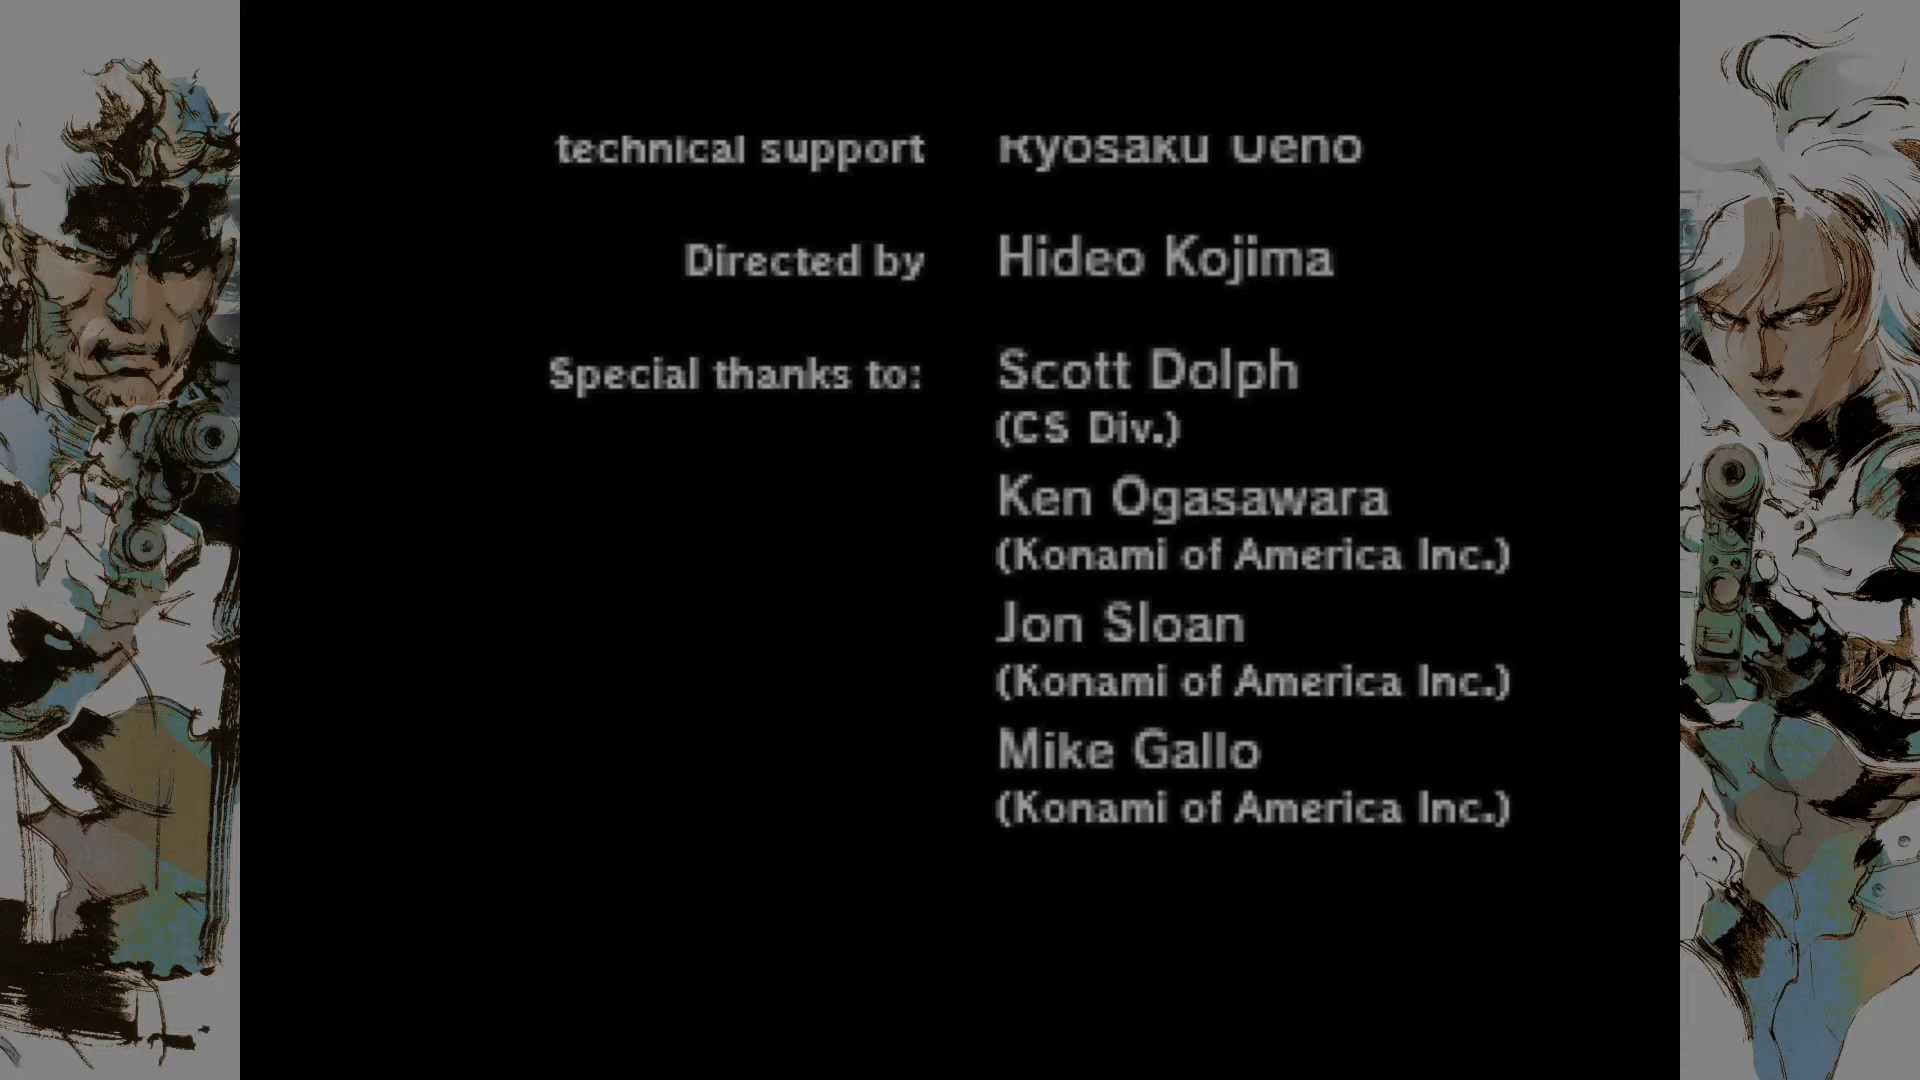 technical support Ryosaku Ueno
Directed by Hideo Kojima
Special thanks to: Scott Dolph
(CS Div.)
Ken Ogasawara
(Konami of America Inc.)
Jon Sloan
(Konami of America Inc.)
Mike Gallo
(Konami of America Inc.)